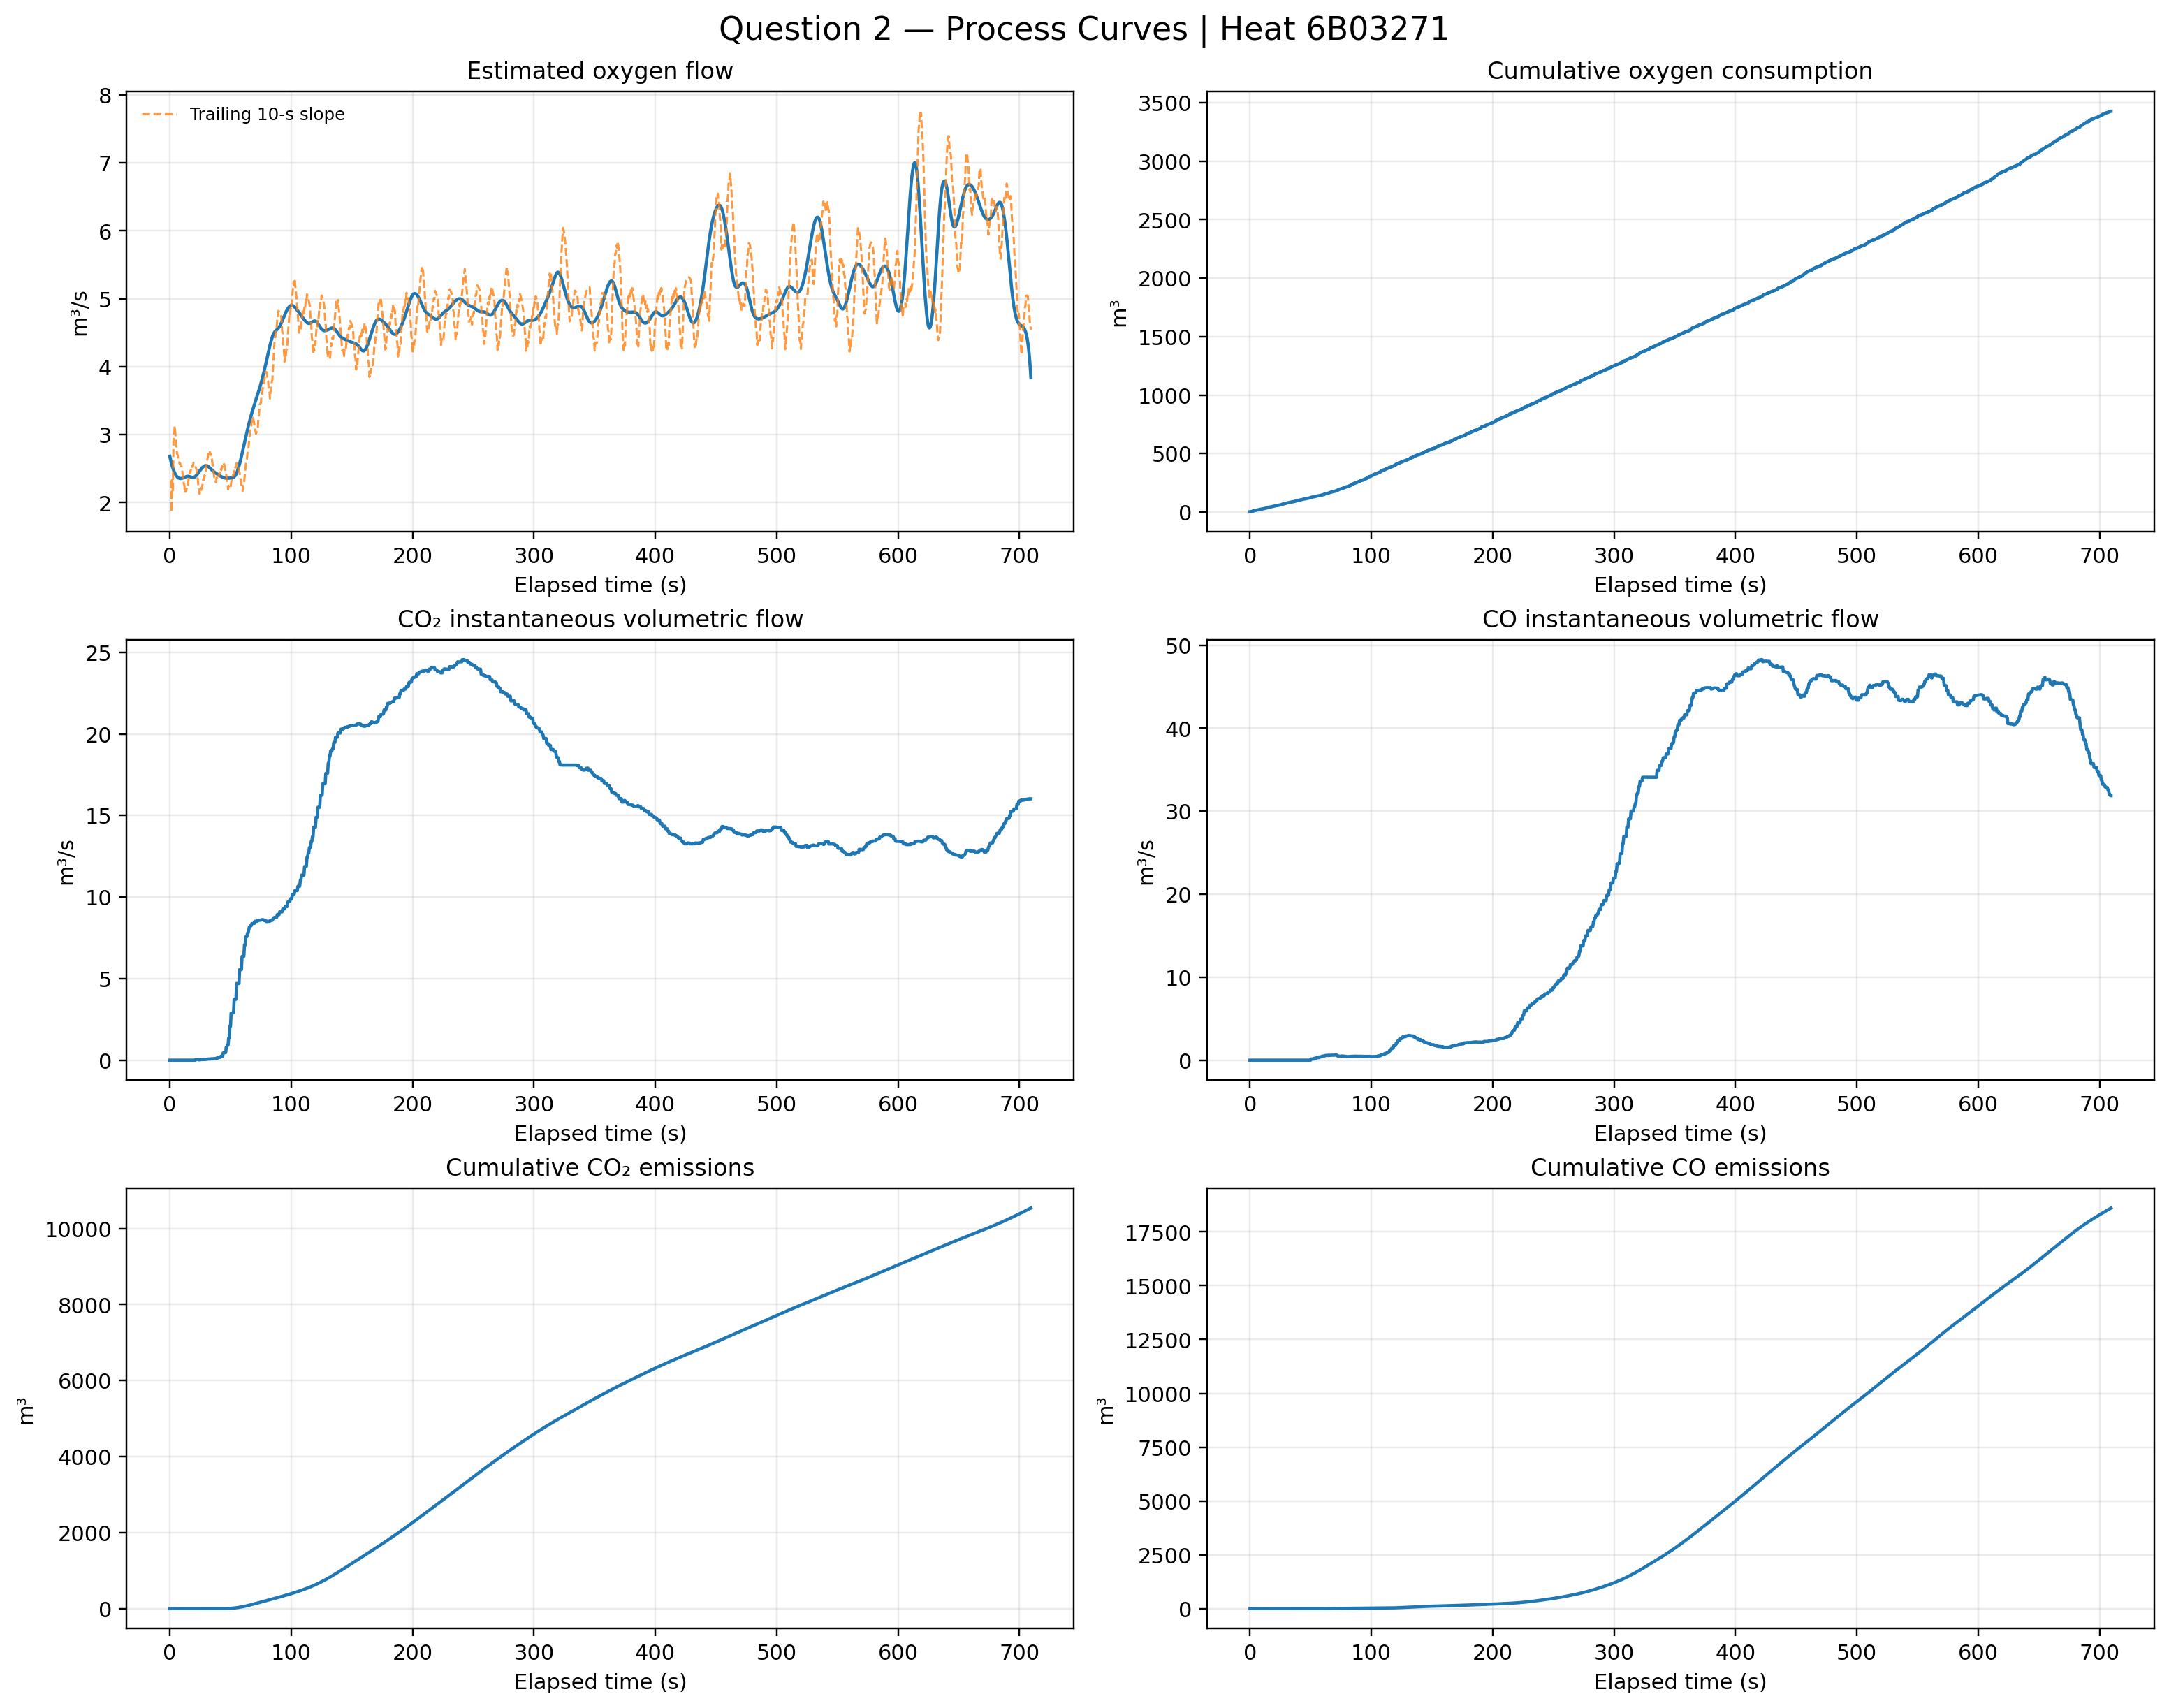 Question 2 — Process Curves | Heat 6B03271
Estimated oxygen flow
8
7
6
5
4
3
2
m³/s
Trailing 10-s slope
0 100 200 300 400 500 600 700
Elapsed time (s)
Cumulative oxygen consumption
3500
3000
2500
2000
1500
1000
500
0
m³
0 100 200 300 400 500 600 700
Elapsed time (s)
CO₂ instantaneous volumetric flow
25
20
15
10
5
0
m³/s
0 100 200 300 400 500 600 700
Elapsed time (s)
CO instantaneous volumetric flow
50
40
30
20
10
0
m³/s
0 100 200 300 400 500 600 700
Elapsed time (s)
Cumulative CO₂ emissions
10000
8000
6000
4000
2000
0
m³
0 100 200 300 400 500 600 700
Elapsed time (s)
Cumulative CO emissions
17500
15000
12500
10000
7500
5000
2500
0
m³
0 100 200 300 400 500 600 700
Elapsed time (s)